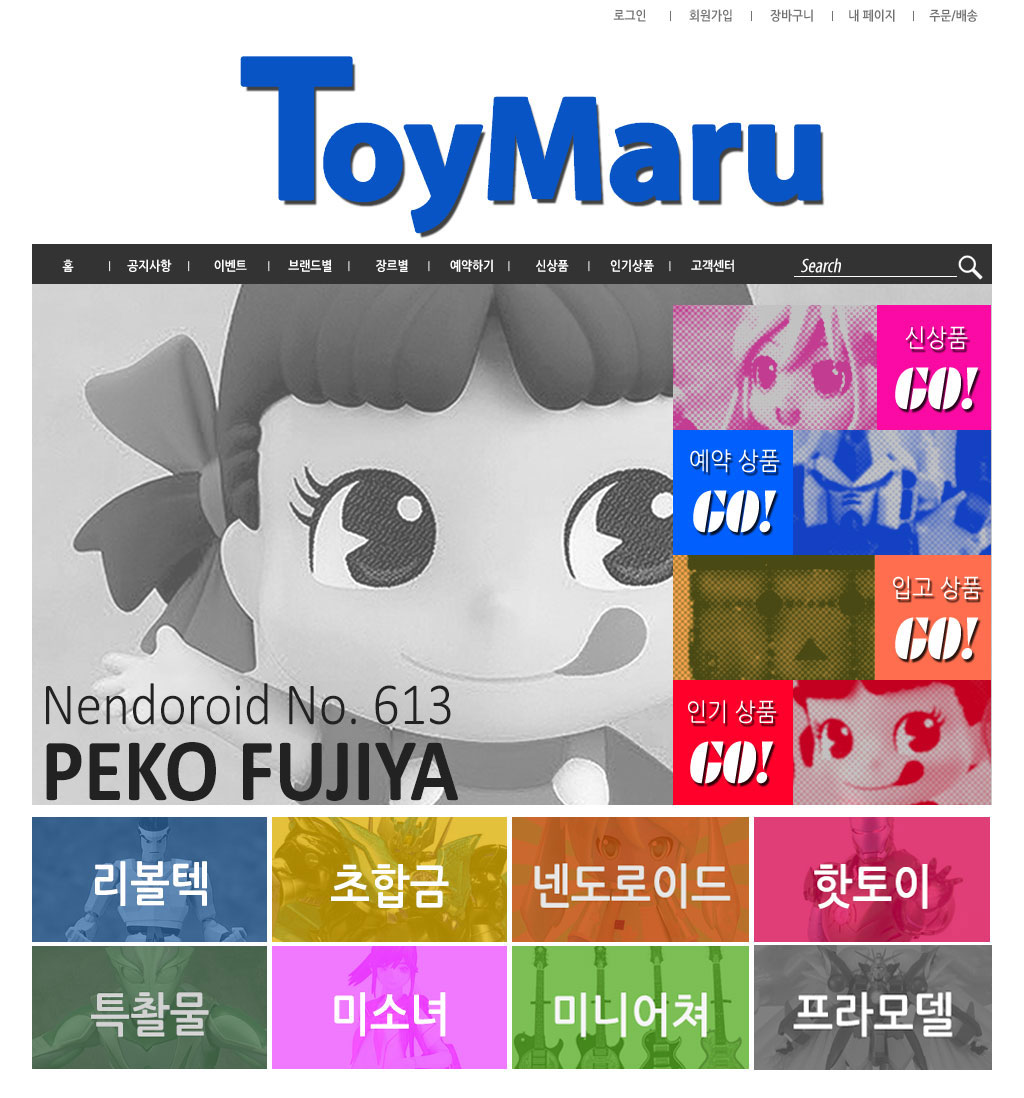 로그인 | 회원가입 | 장바구니 | 내 페이지 | 주문/배송
ToyMaru
홈 | 공지사항 | 이벤트 | 브랜드별 | 장르별 | 예약하기 | 신상품 | 인기상품 | 고객센터 Search
신상품
GO!
예약 상품
GO!
입고 상품
GO!
인기 상품
GO!
Nendoroid No. 613
PEKO FUJIYA
리볼텍 초합금 넨도로이드 핫토이
특촬물 미소녀 미니어쳐 프라모델